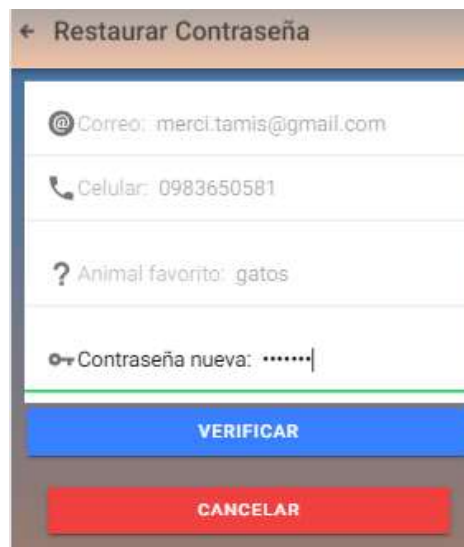 Restaurar Contraseña
Correo: merci.tamis@gmail.com
Celular: 0983650581
? Animal favorito: gatos
Contraseña nueva: •••••••
VERIFICAR
CANCELAR